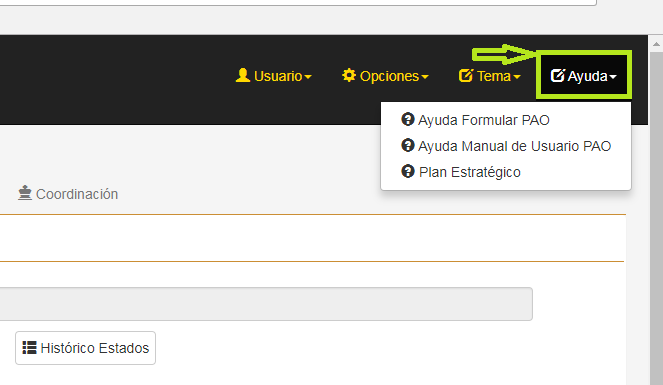 Usuario Opciones Tema Ayuda
Ayuda Formular PAO
Ayuda Manual de Usuario PAO
Plan Estratégico
Coordinación
Histórico Estados